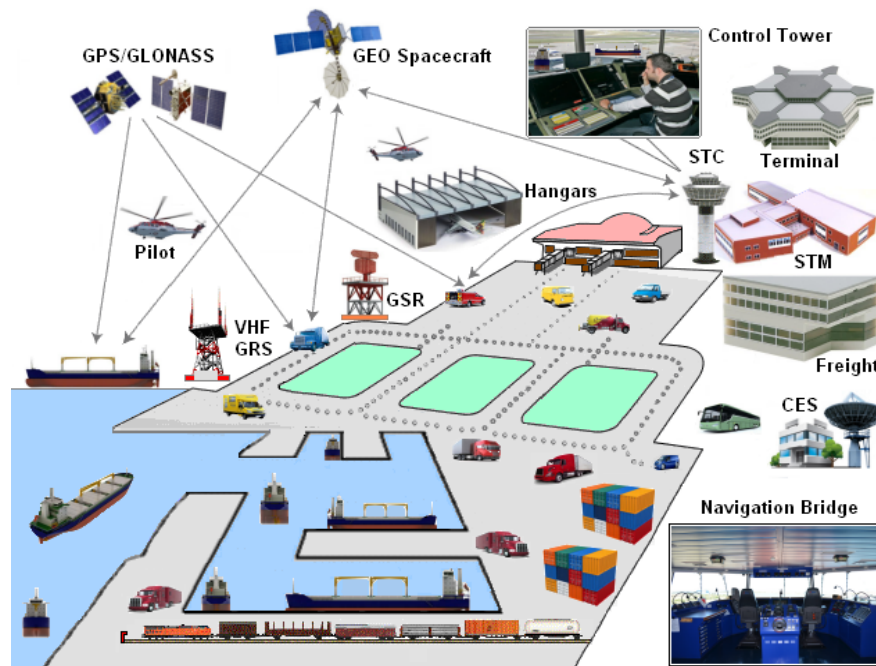 GPS/GLONASS
GEO Spacecraft
Control Tower
STC
Terminal
Hangars
Pilot
STM
GSR
VHF
GRS
Freight
CES
Navigation Bridge